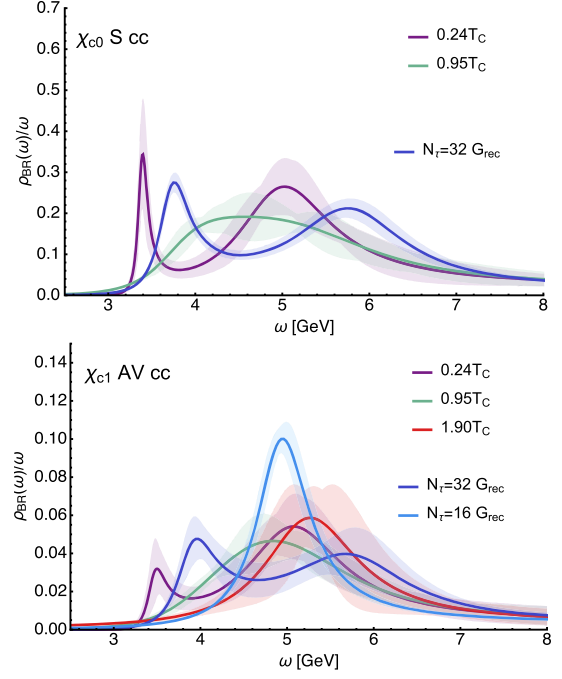 χc0 S cc
0.24TC
0.95TC
Nτ=32 Grec
ρBR(ω)/ω
0.7
0.6
0.5
0.4
0.3
0.2
0.1
0.0
3 4 5 6 7 8
ω [GeV]
χc1 AV cc
0.24TC
0.95TC
1.90TC
Nτ=32 Grec
Nτ=16 Grec
ρBR(ω)/ω
0.14
0.12
0.10
0.08
0.06
0.04
0.02
0.00
3 4 5 6 7 8
ω [GeV]